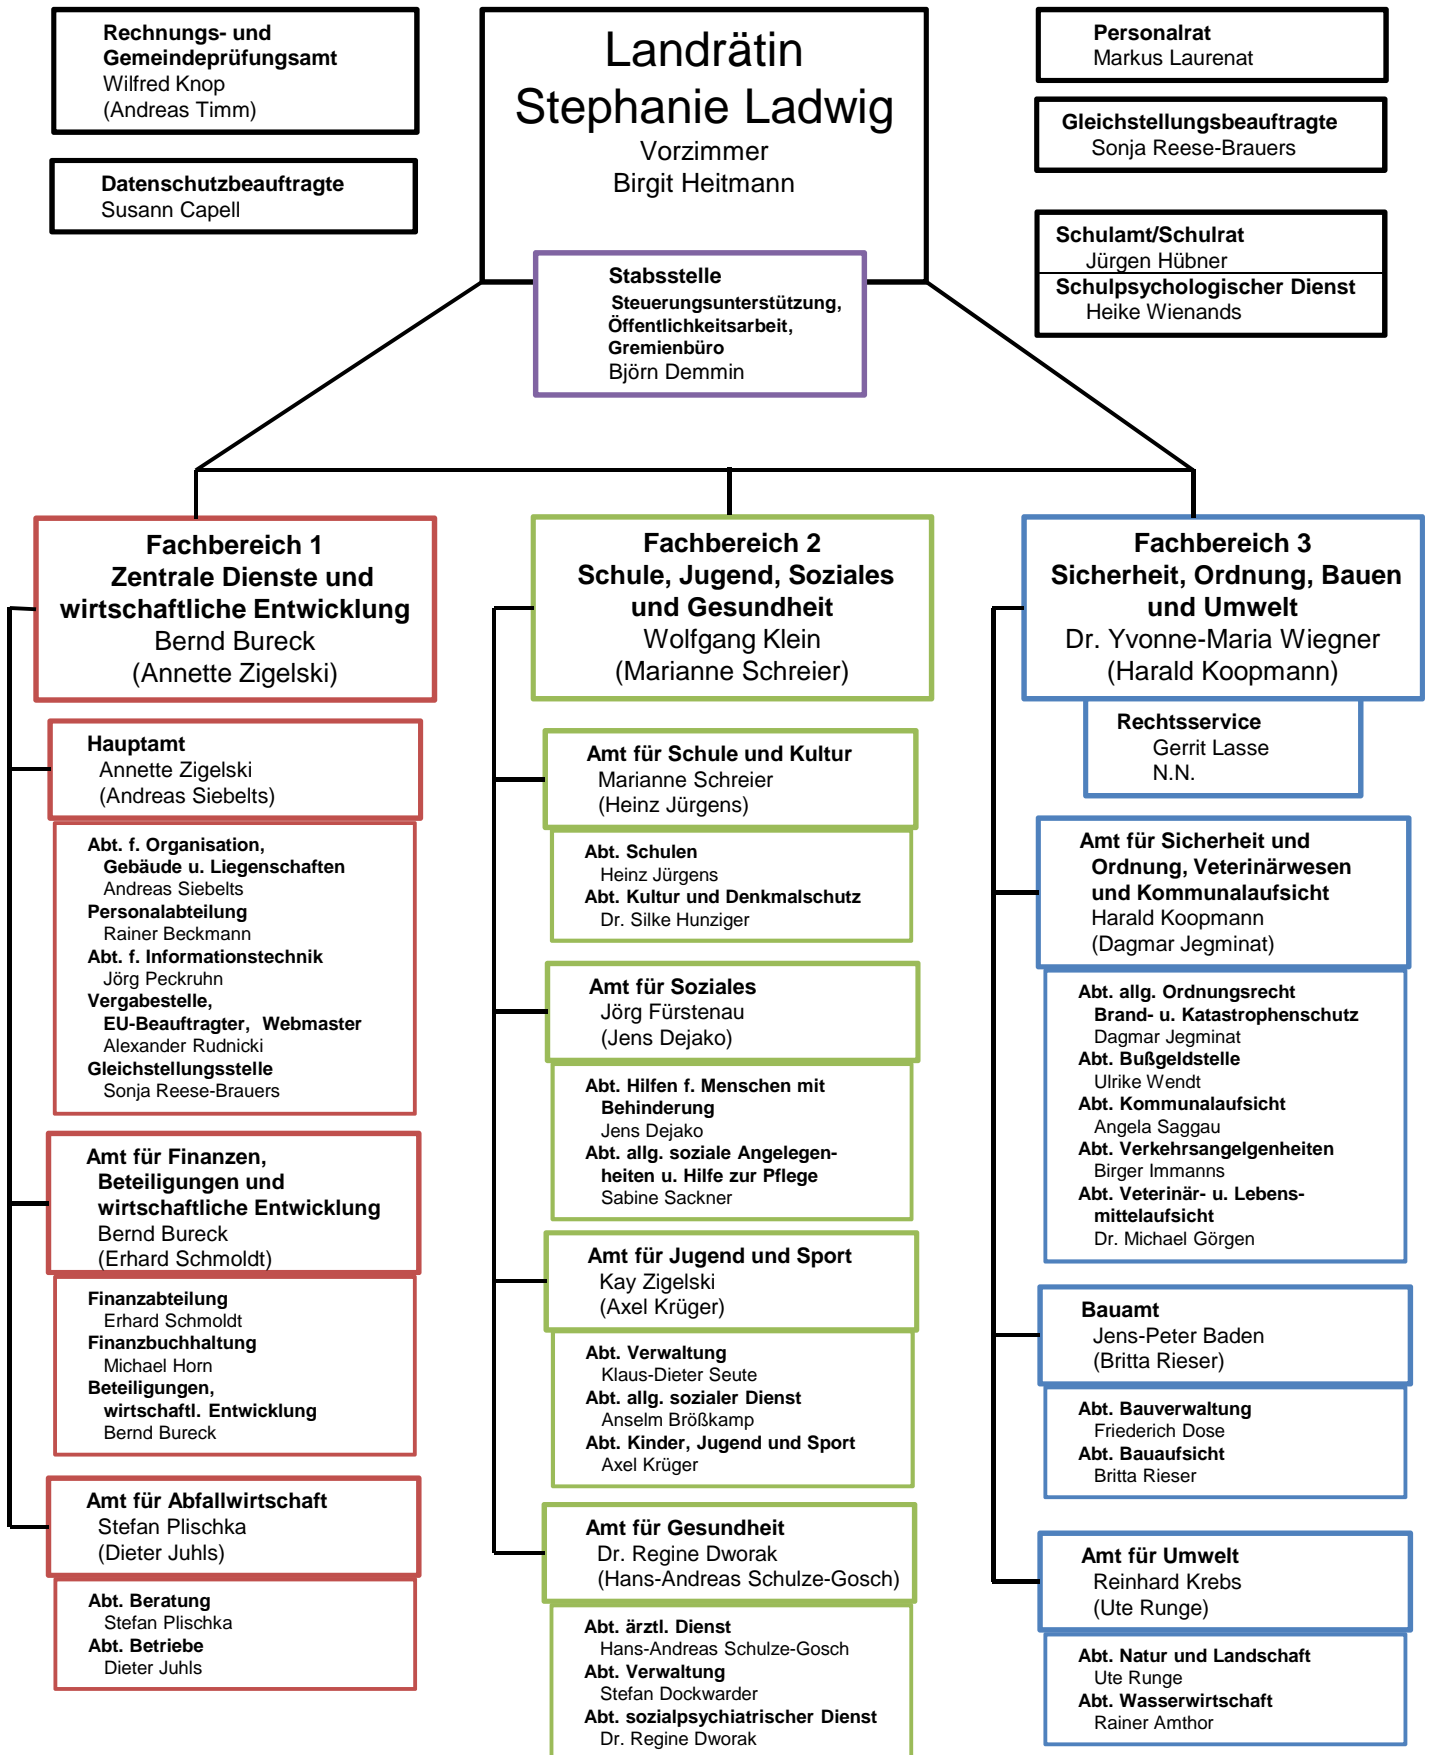 Rechnungs- und
Gemeindeprüfungsamt
Wilfred Knop
(Andreas Timm)
Datenschutzbeauftragte
Susann Capell
Landrätin
Stephanie Ladwig
Vorzimmer
Birgit Heitmann
Stabsstelle
Steuerungsunterstützung,
Öffentlichkeitsarbeit,
Gremienbüro
Björn Demmin
Personalrat
Markus Laurenat
Gleichstellungsbeauftragte
Sonja Reese-Brauers
Schulamt/Schulrat
Jürgen Hübner
Schulpsychologischer Dienst
Heike Wienands
Fachbereich 1
Zentrale Dienste und
wirtschaftliche Entwicklung
Bernd Bureck
(Annette Zigelski)
Hauptamt
Annette Zigelski
(Andreas Siebelts)
Abt. f. Organisation,
Gebäude u. Liegenschaften
Andreas Siebelts
Personalabteilung
Rainer Beckmann
Abt. f. Informationstechnik
Jörg Peckruhn
Vergabestelle,
EU-Beauftragter, Webmaster
Alexander Rudnicki
Gleichstellungsstelle
Sonja Reese-Brauers
Amt für Finanzen,
Beteiligungen und
wirtschaftliche Entwicklung
Bernd Bureck
(Erhard Schmoldt)
Finanzabteilung
Erhard Schmoldt
Finanzbuchhaltung
Michael Horn
Beteiligungen,
wirtschaftl. Entwicklung
Bernd Bureck
Amt für Abfallwirtschaft
Stefan Plischka
(Dieter Juhls)
Abt. Beratung
Stefan Plischka
Abt. Betriebe
Dieter Juhls
Fachbereich 2
Schule, Jugend, Soziales
und Gesundheit
Wolfgang Klein
(Marianne Schreier)
Amt für Schule und Kultur
Marianne Schreier
(Heinz Jürgens)
Abt. Schulen
Heinz Jürgens
Abt. Kultur und Denkmalschutz
Dr. Silke Hunziger
Amt für Soziales
Jörg Fürstenau
(Jens Dejako)
Abt. Hilfen f. Menschen mit
Behinderung
Jens Dejako
Abt. allg. soziale Angelegen-
heiten u. Hilfe zur Pflege
Sabine Sackner
Amt für Jugend und Sport
Kay Zigelski
(Axel Krüger)
Abt. Verwaltung
Klaus-Dieter Seute
Abt. allg. sozialer Dienst
Anselm Brößkamp
Abt. Kinder, Jugend und Sport
Axel Krüger
Amt für Gesundheit
Dr. Regine Dworak
(Hans-Andreas Schulze-Gosch)
Abt. ärztl. Dienst
Hans-Andreas Schulze-Gosch
Abt. Verwaltung
Stefan Dockwarder
Abt. sozialpsychiatrischer Dienst
Dr. Regine Dworak
Fachbereich 3
Sicherheit, Ordnung, Bauen
und Umwelt
Dr. Yvonne-Maria Wiegner
(Harald Koopmann)
Rechtsservice
Gerrit Lasse
N.N.
Amt für Sicherheit und
Ordnung, Veterinärwesen
und Kommunalaufsicht
Harald Koopmann
(Dagmar Jegminat)
Abt. allg. Ordnungsrecht
Brand- u. Katastrophenschutz
Dagmar Jegminat
Abt. Bußgeldstelle
Ulrike Wendt
Abt. Kommunalaufsicht
Angela Saggau
Abt. Verkehrsangelgenheiten
Birger Immanns
Abt. Veterinär- u. Lebens-
mittelaufsicht
Dr. Michael Görgen
Bauamt
Jens-Peter Baden
(Britta Rieser)
Abt. Bauverwaltung
Friederich Dose
Abt. Bauaufsicht
Britta Rieser
Amt für Umwelt
Reinhard Krebs
(Ute Runge)
Abt. Natur und Landschaft
Ute Runge
Abt. Wasserwirtschaft
Rainer Amthor